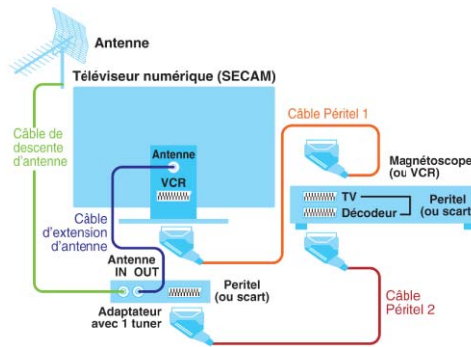 Antenne
Téléviseur numérique (SECAM)
Câble Péritel 1
Câble de
descente
d'antenne
Antenne
VCR
Magnétoscope
(ou VCR)
TV
Décodeur
Peritel
(ou scart)
Câble
d'extension
d'antenne
Antenne
IN OUT
Peritel
(ou scart)
Adaptateur
avec 1 tuner
Câble
Péritel 2